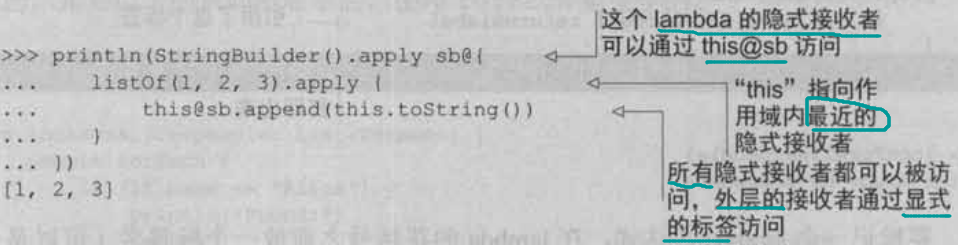 这个 lambda 的隐式接收者
可以通过 this@sb 访问
>>> println(StringBuilder().apply sb@{
... listOf(1, 2, 3).apply {
... this@sb.append(this.toString())
... }
... })
[1, 2, 3]
“this”指向作
用域内最近的
隐式接收者
所有隐式接收者都可以被访
问，外层的接收者通过显式
的标签访问